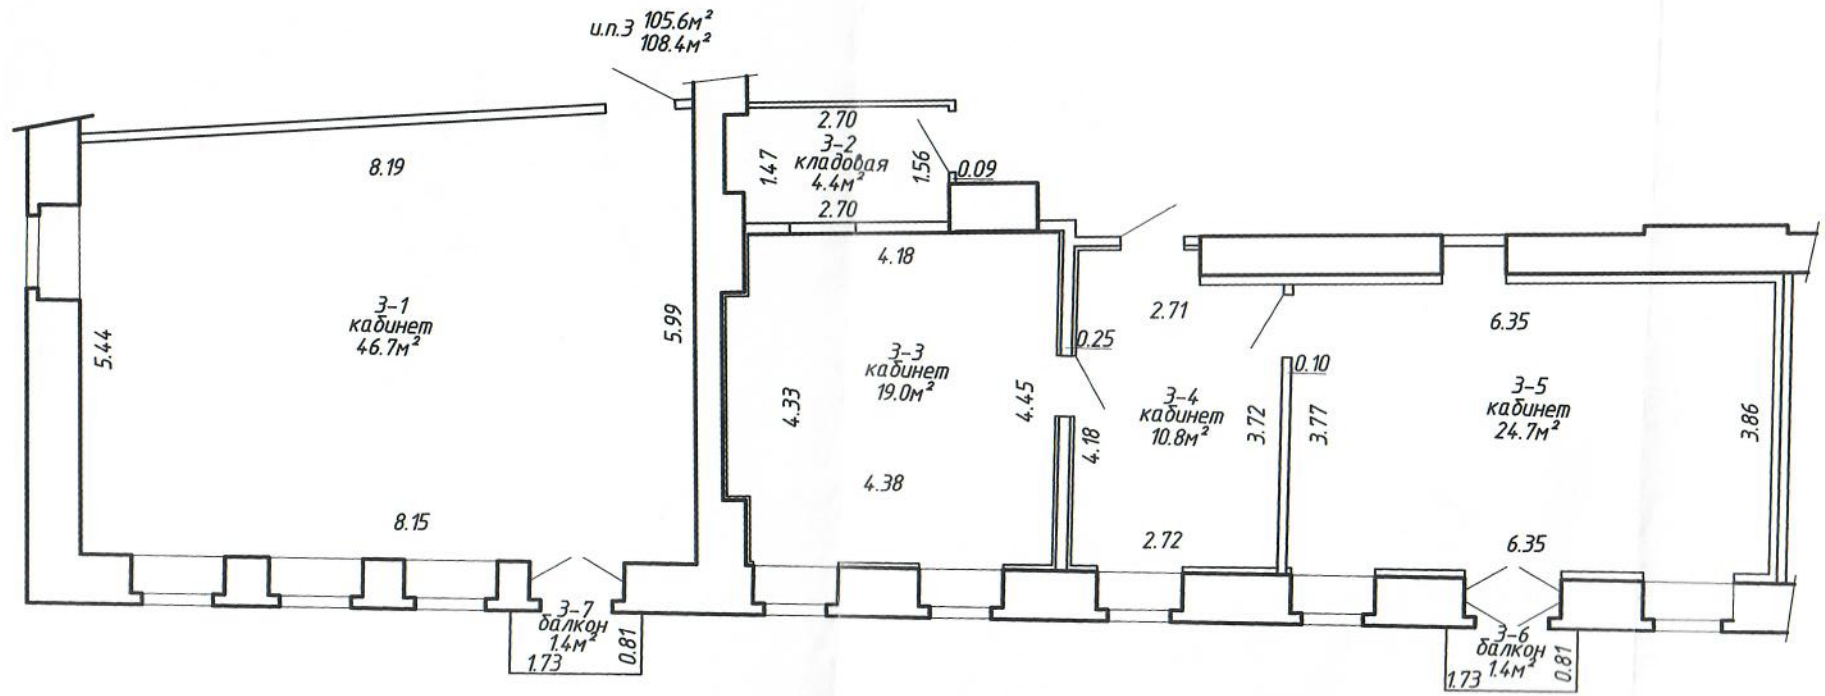 и.п.3 105.6м²
108.4м²
2.70
3-2
кладовая
4.4м²
1.47
1.56
0.09
2.70
8.19
3-1
кабинет
46.7м²
5.44
5.99
8.15
4.18
3-3
кабинет
19.0м²
4.33
4.45
4.38
0.25
2.71
3-4
кабинет
10.8м²
4.18
3.72
2.72
0.10
6.35
3-5
кабинет
24.7м²
3.77
3.86
6.35
3-7
балкон
1.4м²
1.73
0.81
3-6
балкон
1.4м²
1.73
0.81